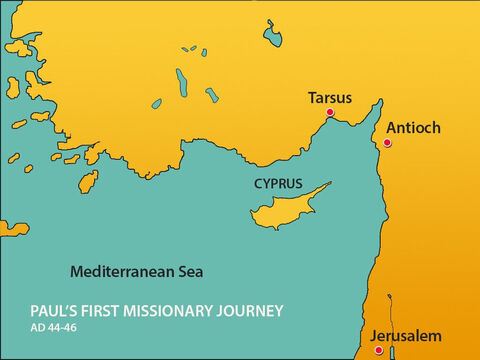 Tarsus
Antioch
CYPRUS
Mediterranean Sea
PAUL'S FIRST MISSIONARY JOURNEY
AD 44-46
Jerusalem